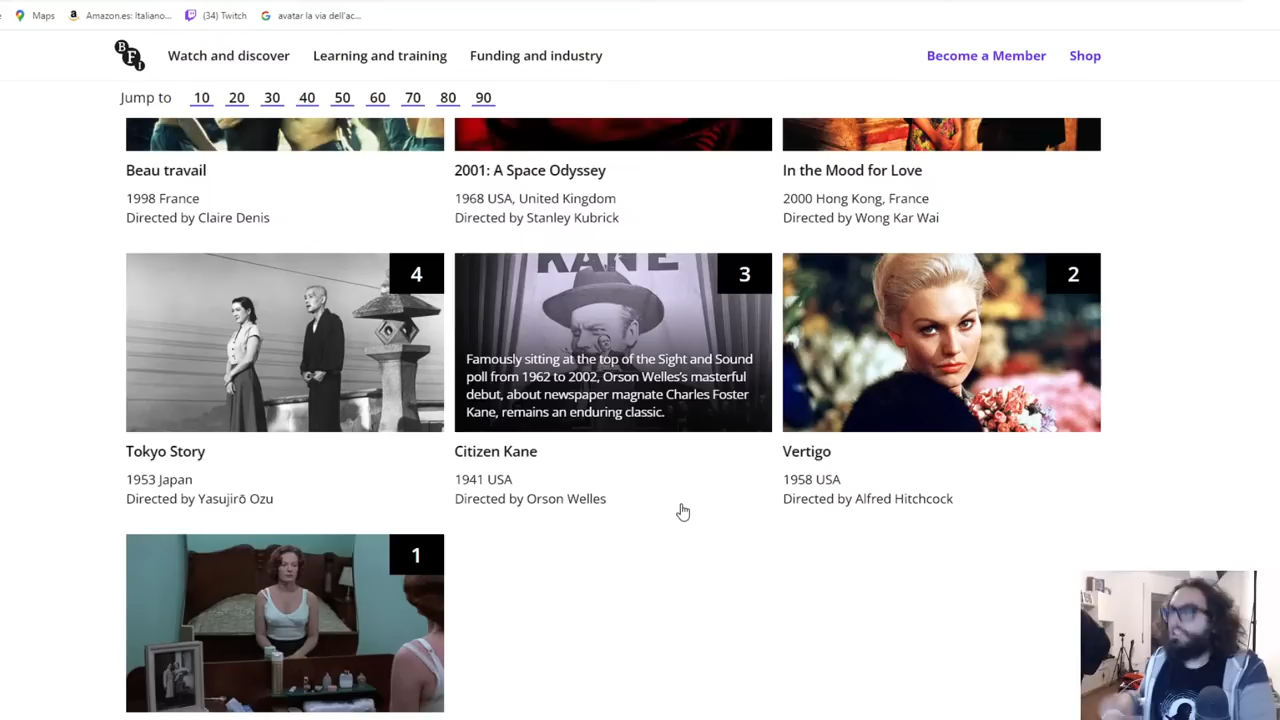 Maps
Amazon.es: Italiano...
(34) Twitch
avatar la via dell'ac...
BFI
Watch and discover
Learning and training
Funding and industry
Become a Member
Shop
Jump to
10
20
30
40
50
60
70
80
90
Beau travail
1998 France
Directed by Claire Denis
2001: A Space Odyssey
1968 USA, United Kingdom
Directed by Stanley Kubrick
In the Mood for Love
2000 Hong Kong, France
Directed by Wong Kar Wai
4
Tokyo Story
1953 Japan
Directed by Yasujirō Ozu
KANE
3
Famously sitting at the top of the Sight and Sound
poll from 1962 to 2002, Orson Welles's masterful
debut, about newspaper magnate Charles Foster
Kane, remains an enduring classic.
Citizen Kane
1941 USA
Directed by Orson Welles
2
Vertigo
1958 USA
Directed by Alfred Hitchcock
1